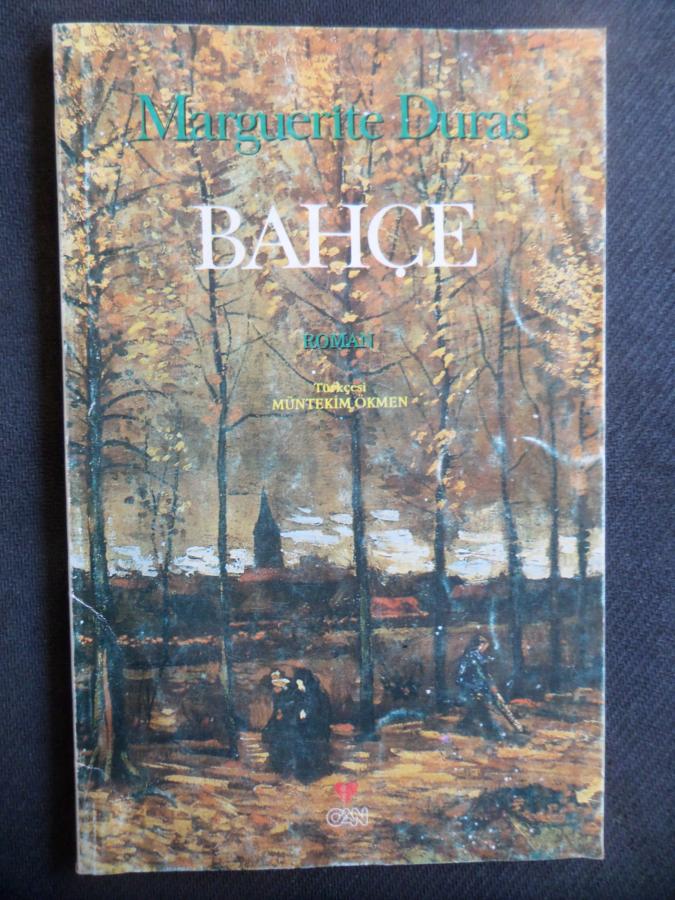 Marguerite Duras
BAHÇE
ROMAN
Türkçesi
MÜNTEKİM ÖKMEN
CAN